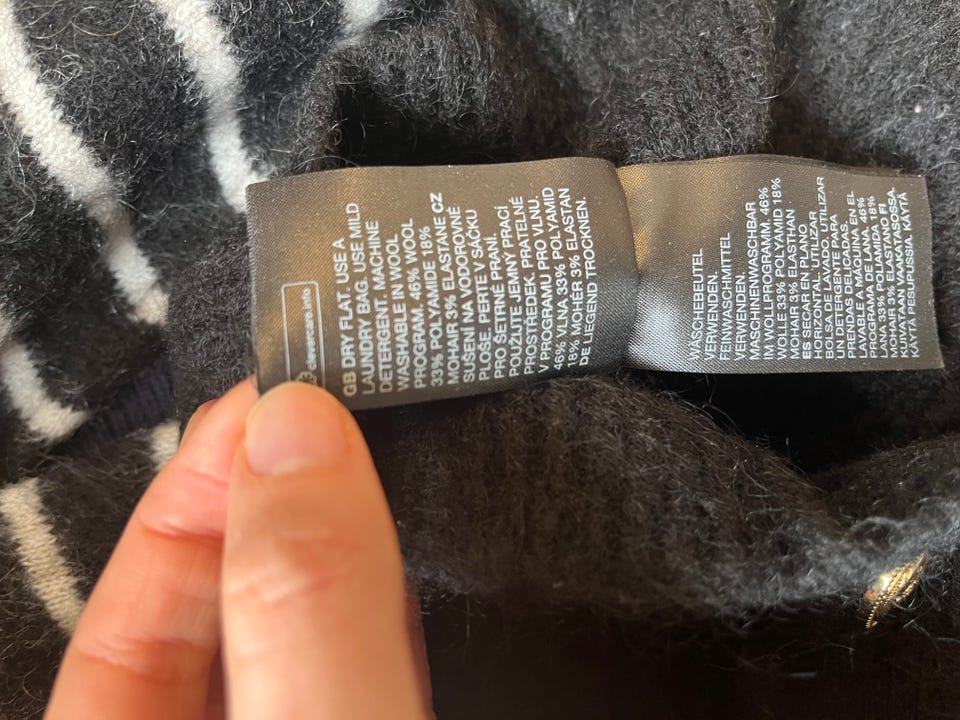 clevercare.info
GB DRY FLAT. USE A
LAUNDRY BAG. USE MILD
DETERGENT. MACHINE
WASHABLE IN WOOL
PROGRAM. 46% WOOL
33% POLYAMIDE 18%
MOHAIR 3% ELASTANE CZ
SUŠENÍ NA VODOROVNÉ
PLOŠE. PERTE V SÁČKU
PRO ŠETRNÉ PRANÍ.
POUŽIJTE JEMNÝ PRACÍ
PROSTŘEDEK. PRATELNÉ
V PROGRAMU PRO VLNU.
46% VLNA 33% POLYAMID
18% MOHÉR 3% ELASTAN
DE LIEGEND TROCKNEN.
WÄSCHEBEUTEL
VERWENDEN.
FEINWASCHMITTEL
VERWENDEN.
MASCHINENWASCHBAR
IM WOLLPROGRAMM. 46%
WOLLE 33% POLYAMID 18%
MOHAIR 3% ELASTHAN
ES SECAR EN PLANO
HORIZONTAL.UTILIZAR
BOLSA DE LAVADO.UTILIZAR
UN DETERGENTE PARA
PRENDAS DELICADAS.
LAVABLE A MÁQUINA EN EL
PROGRAMA DE LANA. 46%
LANA 33% POLIAMIDA 18%
MOHAIR 3% ELASTANO FI
KUIVATAAN VAAKATASOSSA.
KÄYTÄ PESUPUSSIA. KÄYTÄ